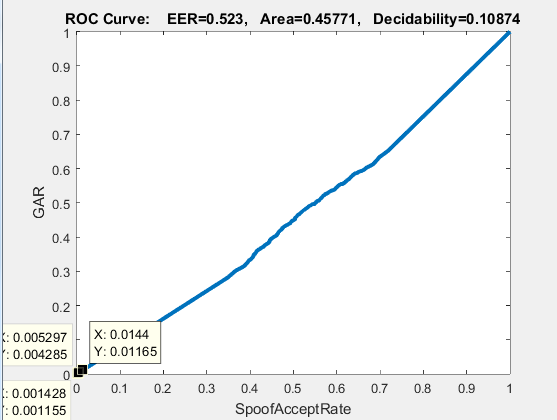 ROC Curve: EER=0.523, Area=0.45771, Decidability=0.10874
1
0.9
0.8
0.7
0.6
0.5
0.4
0.3
0.2
0
GAR
X: 0.005297
Y: 0.004285
X: 0.0144
Y: 0.01165
X: 0.001428
Y: 0.001155
0 0.1 0.2 0.3 0.4 0.5 0.6 0.7 0.8 0.9 1
SpoofAcceptRate